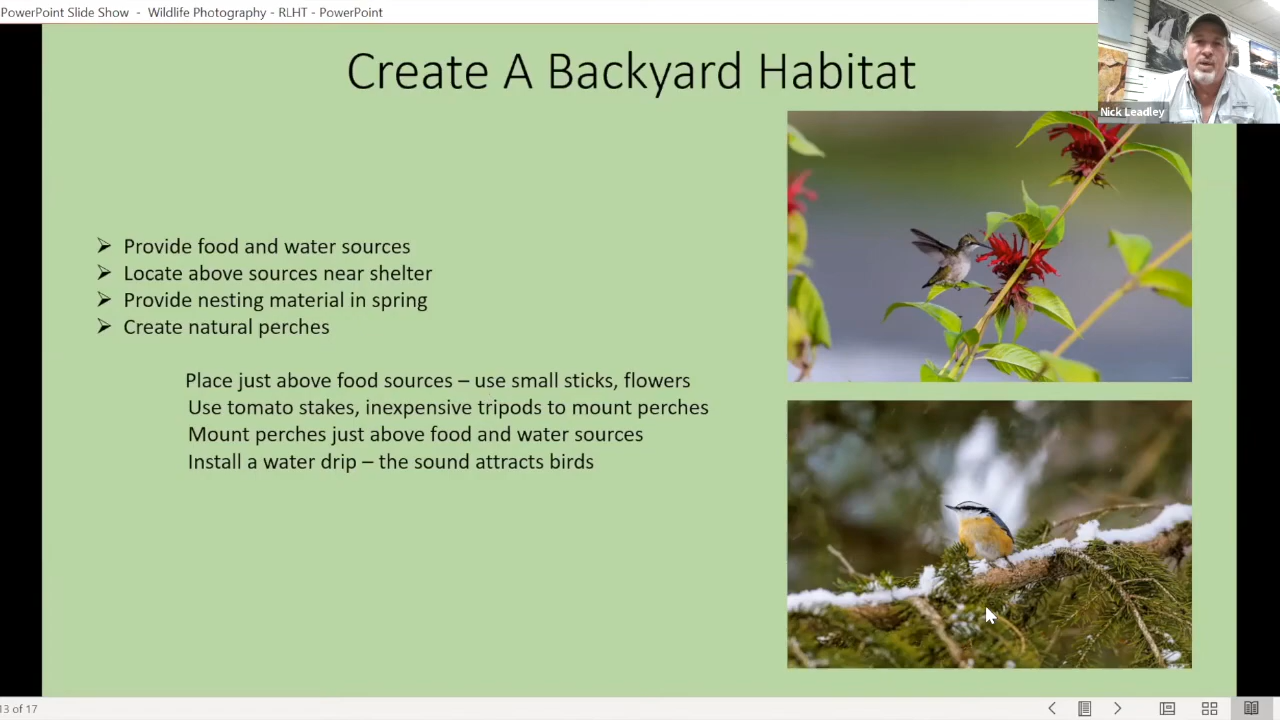 PowerPoint Slide Show - Wildlife Photography - RLHT - PowerPoint
Create A Backyard Habitat
Nick Leadley
Provide food and water sources
Locate above sources near shelter
Provide nesting material in spring
Create natural perches
Place just above food sources – use small sticks, flowers
Use tomato stakes, inexpensive tripods to mount perches
Mount perches just above food and water sources
Install a water drip – the sound attracts birds
13 of 17